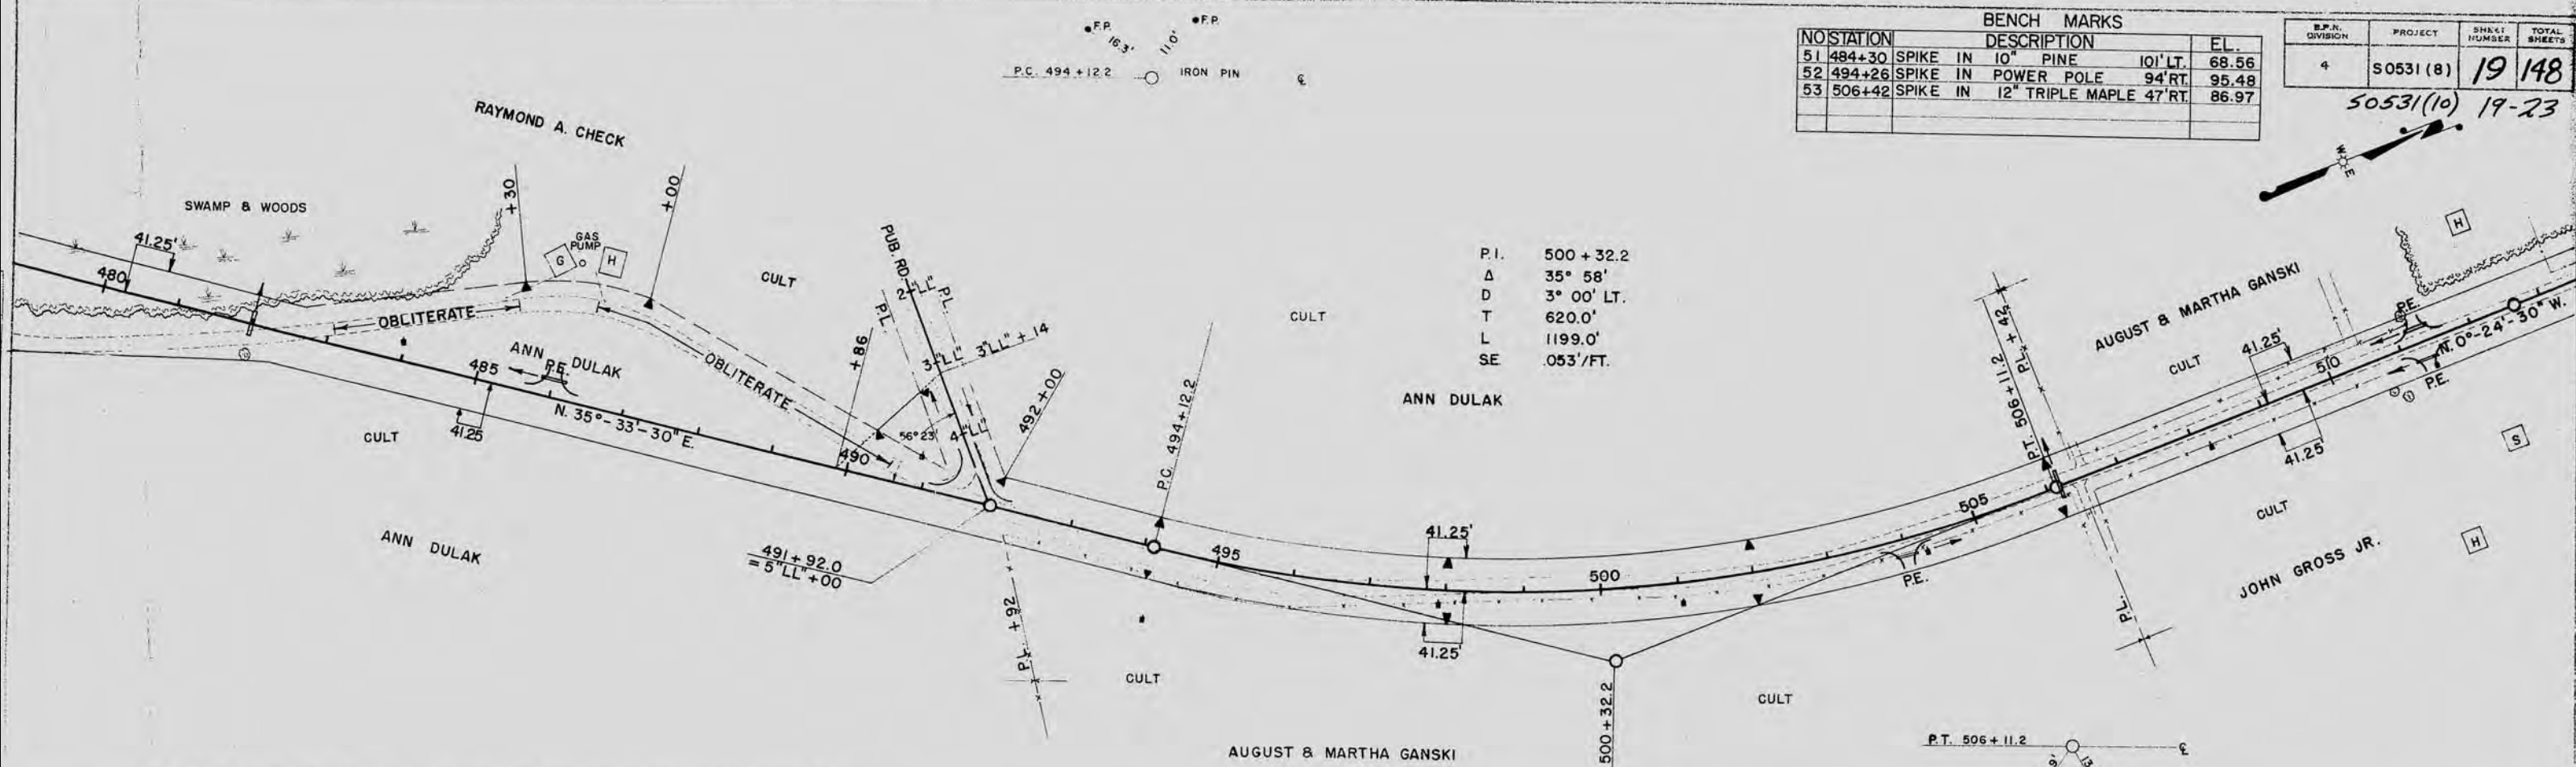 F.P.
F.P.
16.3'
11.0'
P.C. 494+12.2
IRON PIN
℄
BENCH MARKS
NO STATION DESCRIPTION EL.
51 484+30 SPIKE IN 10" PINE 101'LT. 68.56
52 494+26 SPIKE IN POWER POLE 94'RT. 95.48
53 506+42 SPIKE IN 12" TRIPLE MAPLE 47'RT. 86.97
B.P.R. DIVISION
PROJECT
SHEET NUMBER
TOTAL SHEETS
4 S0531 (8) 19 148
S0531(10) 19-23
W
E
RAYMOND A. CHECK
SWAMP & WOODS
+30
+00
GAS PUMP
G
H
41.25'
480
CULT
OBLITERATE
OBLITERATE
ANN DULAK
P.E.
485
N. 35°-33'-30" E.
41.25
CULT
ANN DULAK
PUB. RD.
2-"LL"
P.L.
P.L.
+86
3-"LL"
3"LL"+14
56°23'
4-"LL"
490
492+00
491+92.0
= 5"LL"+00
P.L. +92
P.C. 494+12.2
495
CULT
P.I. 500+32.2
Δ 35° 58'
D 3° 00' LT.
T 620.0'
L 1199.0'
S.E. .053'/FT.
CULT
ANN DULAK
41.25'
41.25'
500
500+32.2
CULT
AUGUST & MARTHA GANSKI
505
P.E.
P.T. 506+11.2
P.L. +42
P.L.
AUGUST & MARTHA GANSKI
CULT
H
41.25'
510
P.E.
N. 0°-24'-30" W.
P.E.
41.25
S
CULT
H
JOHN GROSS JR.
P.T. 506+11.2
℄